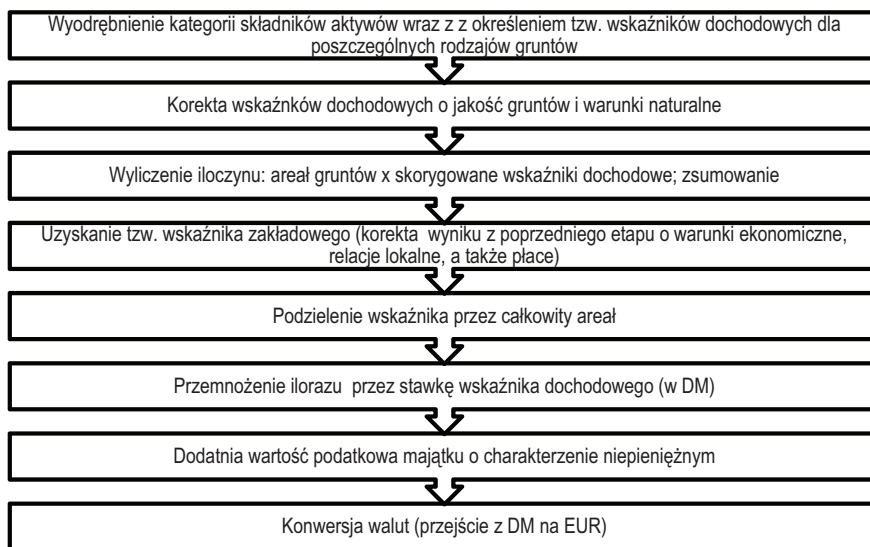 Wyodrębnienie kategorii składników aktywów wraz z z określeniem tzw. wskaźników dochodowych dla
poszczególnych rodzajów gruntów
Korekta wskaźnków dochodowych o jakość gruntów i warunki naturalne
Wyliczenie iloczynu: areał gruntów x skorygowane wskaźniki dochodowe; zsumowanie
Uzyskanie tzw. wskaźnika zakładowego (korekta wyniku z poprzedniego etapu o warunki ekonomiczne,
relacje lokalne, a także płace)
Podzielenie wskaźnika przez całkowity areał
Przemnożenie ilorazu przez stawkę wskaźnika dochodowego (w DM)
Dodatnia wartość podatkowa majątku o charakterzenie niepieniężnym
Konwersja walut (przejście z DM na EUR)